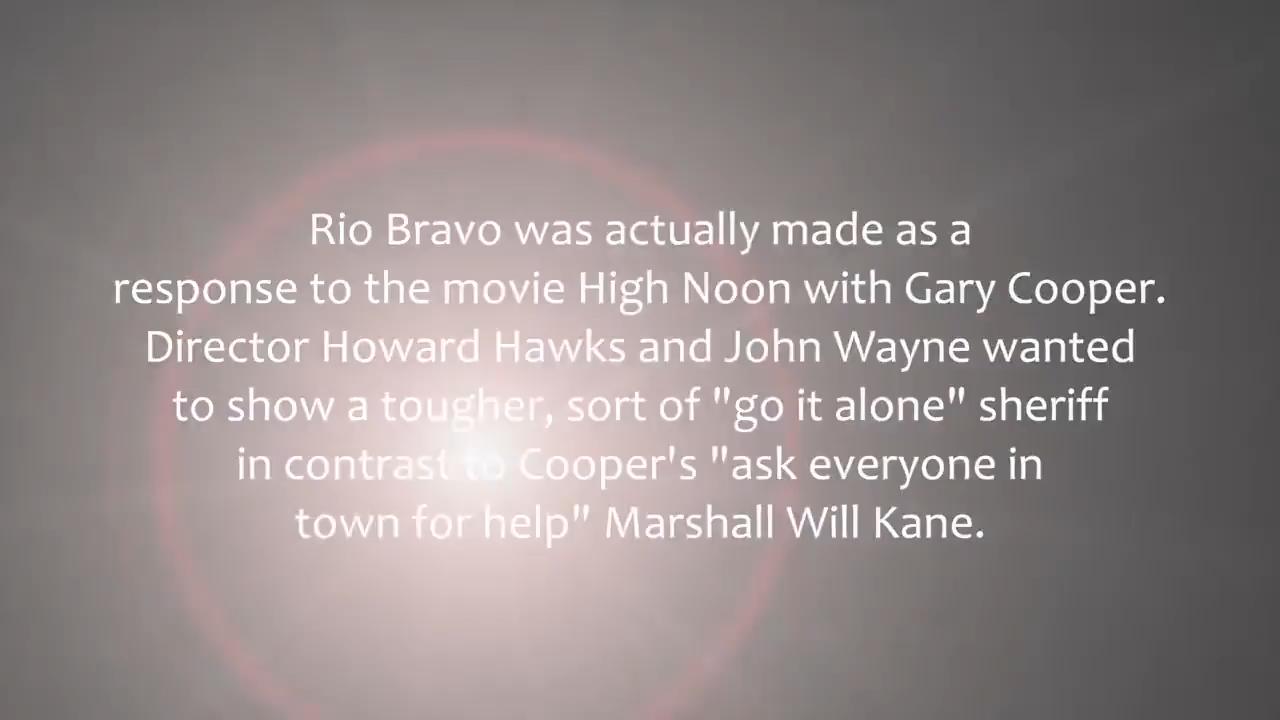 Rio Bravo was actually made as a
response to the movie High Noon with Gary Cooper.
Director Howard Hawks and John Wayne wanted
to show a tougher, sort of "go it alone" sheriff
in contrast to Cooper's "ask everyone in
town for help" Marshall Will Kane.